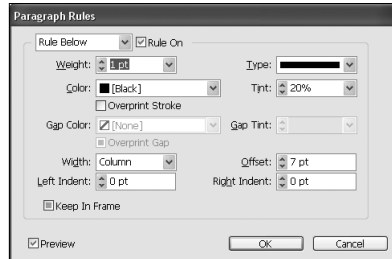 Paragraph Rules
Rule Below Rule On
Weight: 1 pt Type:
Color: [Black] Tint: 20%
Overprint Stroke
Gap Color: [None] Gap Tint:
Overprint Gap
Width: Column Offset: 7 pt
Left Indent: 0 pt Right Indent: 0 pt
Keep In Frame
Preview OK Cancel